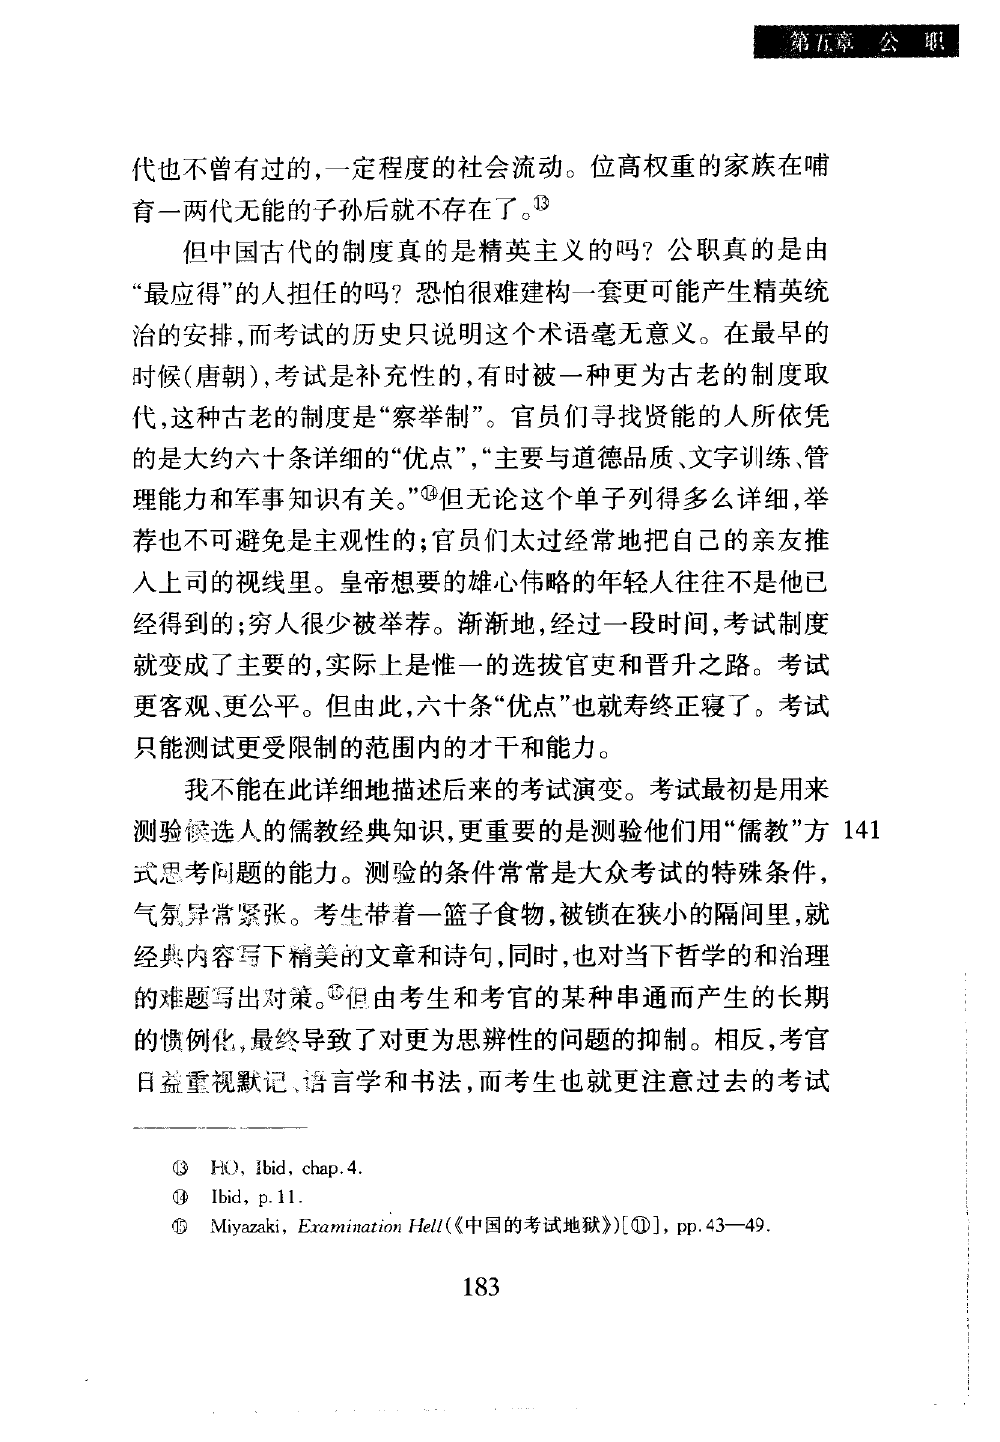 第五章 公 职
代也不曾有过的,一定程度的社会流动。位高权重的家族在哺
育一两代无能的子孙后就不存在了。⑬
但中国古代的制度真的是精英主义的吗？公职真的是由
“最应得”的人担任的吗？恐怕很难建构一套更可能产生精英统
治的安排,而考试的历史只说明这个术语毫无意义。在最早的
时候(唐朝),考试是补充性的,有时被一种更为古老的制度取
代,这种古老的制度是“察举制”。官员们寻找贤能的人所依凭
的是大约六十条详细的“优点”,“主要与道德品质、文字训练、管
理能力和军事知识有关。”⑭但无论这个单子列得多么详细,举
荐也不可避免是主观性的;官员们太过经常地把自己的亲友推
入上司的视线里。皇帝想要的雄心伟略的年轻人往往不是他已
经得到的;穷人很少被举荐。渐渐地,经过一段时间,考试制度
就变成了主要的,实际上是惟一的选拔官吏和晋升之路。考试
更客观、更公平。但由此,六十条“优点”也就寿终正寝了。考试
只能测试更受限制的范围内的才干和能力。
我不能在此详细地描述后来的考试演变。考试最初是用来
测验候选人的儒教经典知识,更重要的是测验他们用“儒教”方 141
式思考问题的能力。测验的条件常常是大众考试的特殊条件,
气氛异常紧张。考生带着一篮子食物,被锁在狭小的隔间里,就
经典内容写下精美的文章和诗句,同时,也对当下哲学的和治理
的难题写出对策。⑮但由考生和考官的某种串通而产生的长期
的惯例化,最终导致了对更为思辨性的问题的抑制。相反,考官
日益重视默记、语言学和书法,而考生也就更注意过去的考试
⑬ HO, Ibid, chap.4.
⑭ Ibid, p.11.
⑮ Miyazaki, Examination Hell(《中国的考试地狱》)[⑪], pp.43—49.
183